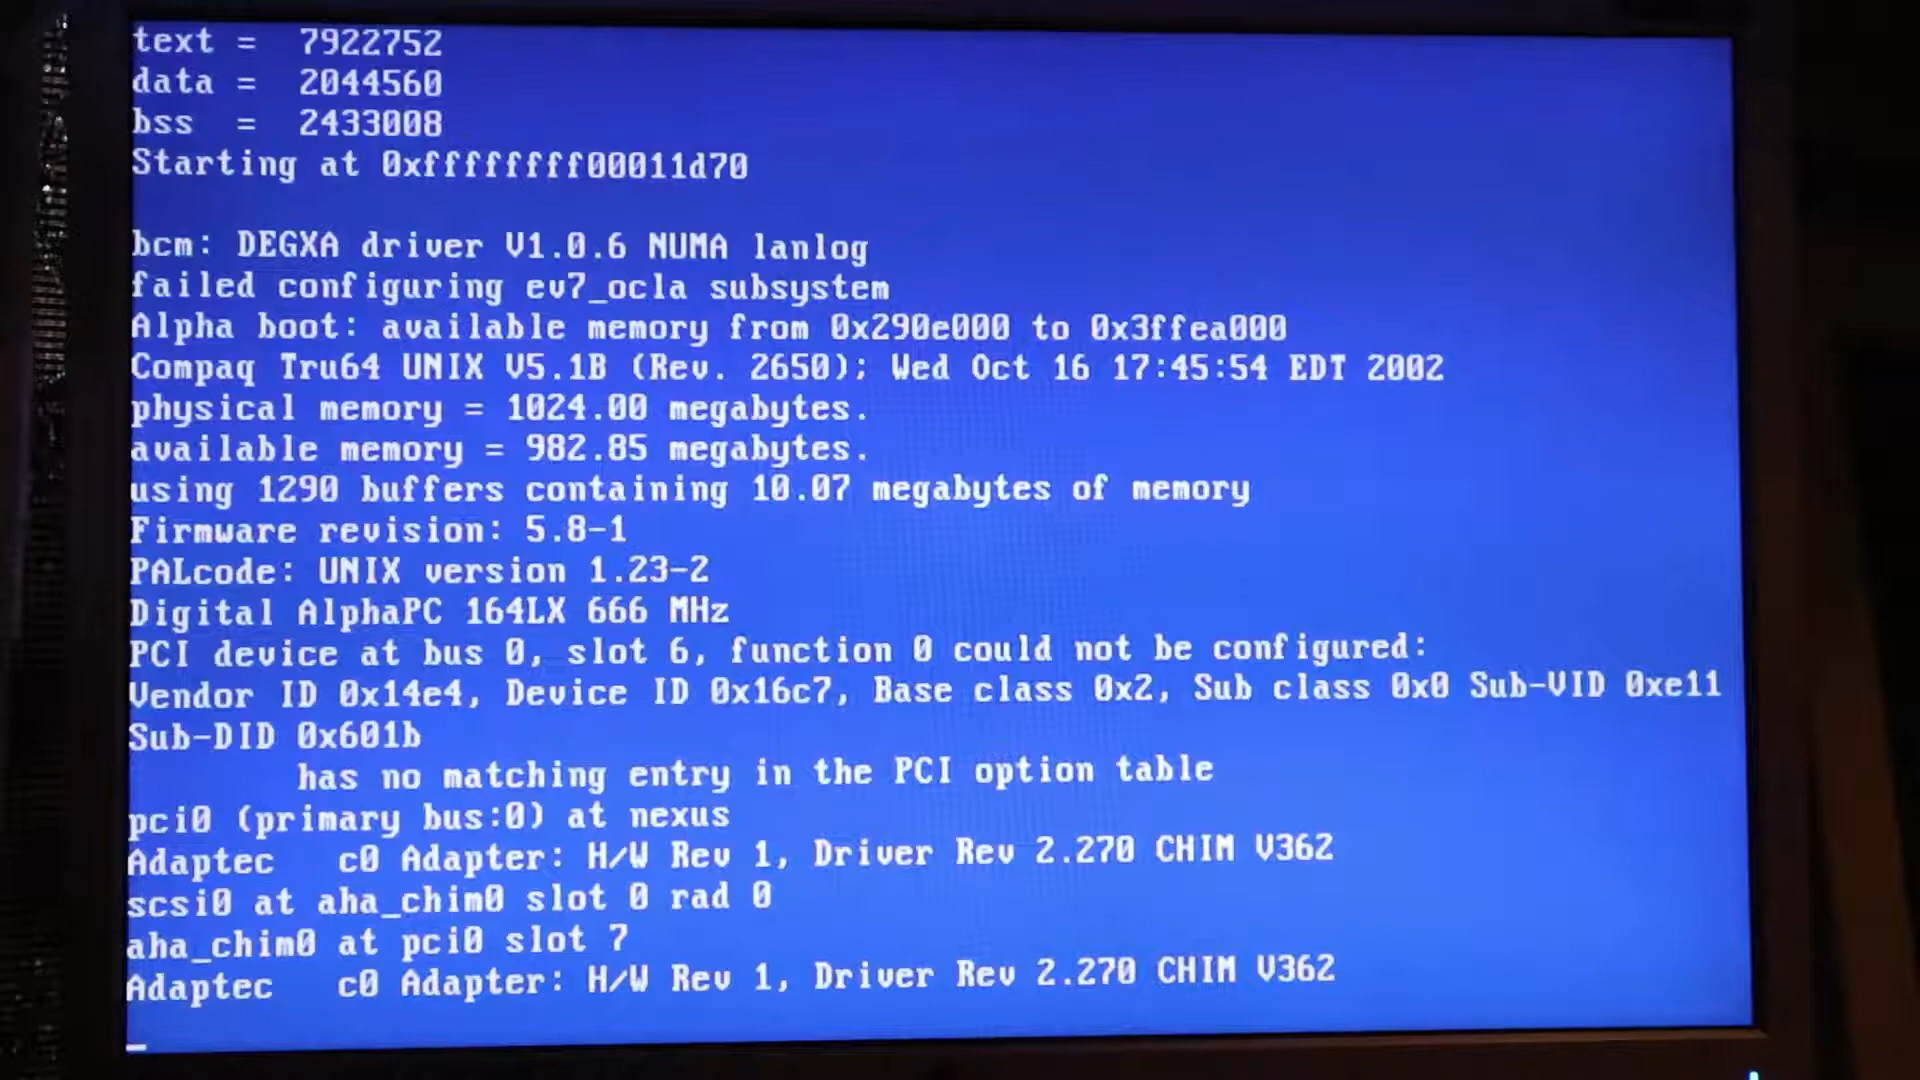 text =  7922752
data =  2044560
bss  =  2433008
Starting at 0xffffffff00011d70
bcm: DEGXA driver V1.0.6 NUMA lanlog
failed configuring ev7_ocla subsystem
Alpha boot: available memory from 0x290e000 to 0x3ffea000
Compaq Tru64 UNIX V5.1B (Rev. 2650); Wed Oct 16 17:45:54 EDT 2002
physical memory = 1024.00 megabytes.
available memory = 982.85 megabytes.
using 1290 buffers containing 10.07 megabytes of memory
Firmware revision: 5.8-1
PALcode: UNIX version 1.23-2
Digital AlphaPC 164LX 666 MHz
PCI device at bus 0, slot 6, function 0 could not be configured:
Vendor ID 0x14e4, Device ID 0x16c7, Base class 0x2, Sub class 0x0 Sub-VID 0xe11
Sub-DID 0x601b
        has no matching entry in the PCI option table
pci0 (primary bus:0) at nexus
Adaptec   c0 Adapter: H/W Rev 1, Driver Rev 2.270 CHIM V362
scsi0 at aha_chim0 slot 0 rad 0
aha_chim0 at pci0 slot 7
Adaptec   c0 Adapter: H/W Rev 1, Driver Rev 2.270 CHIM V362